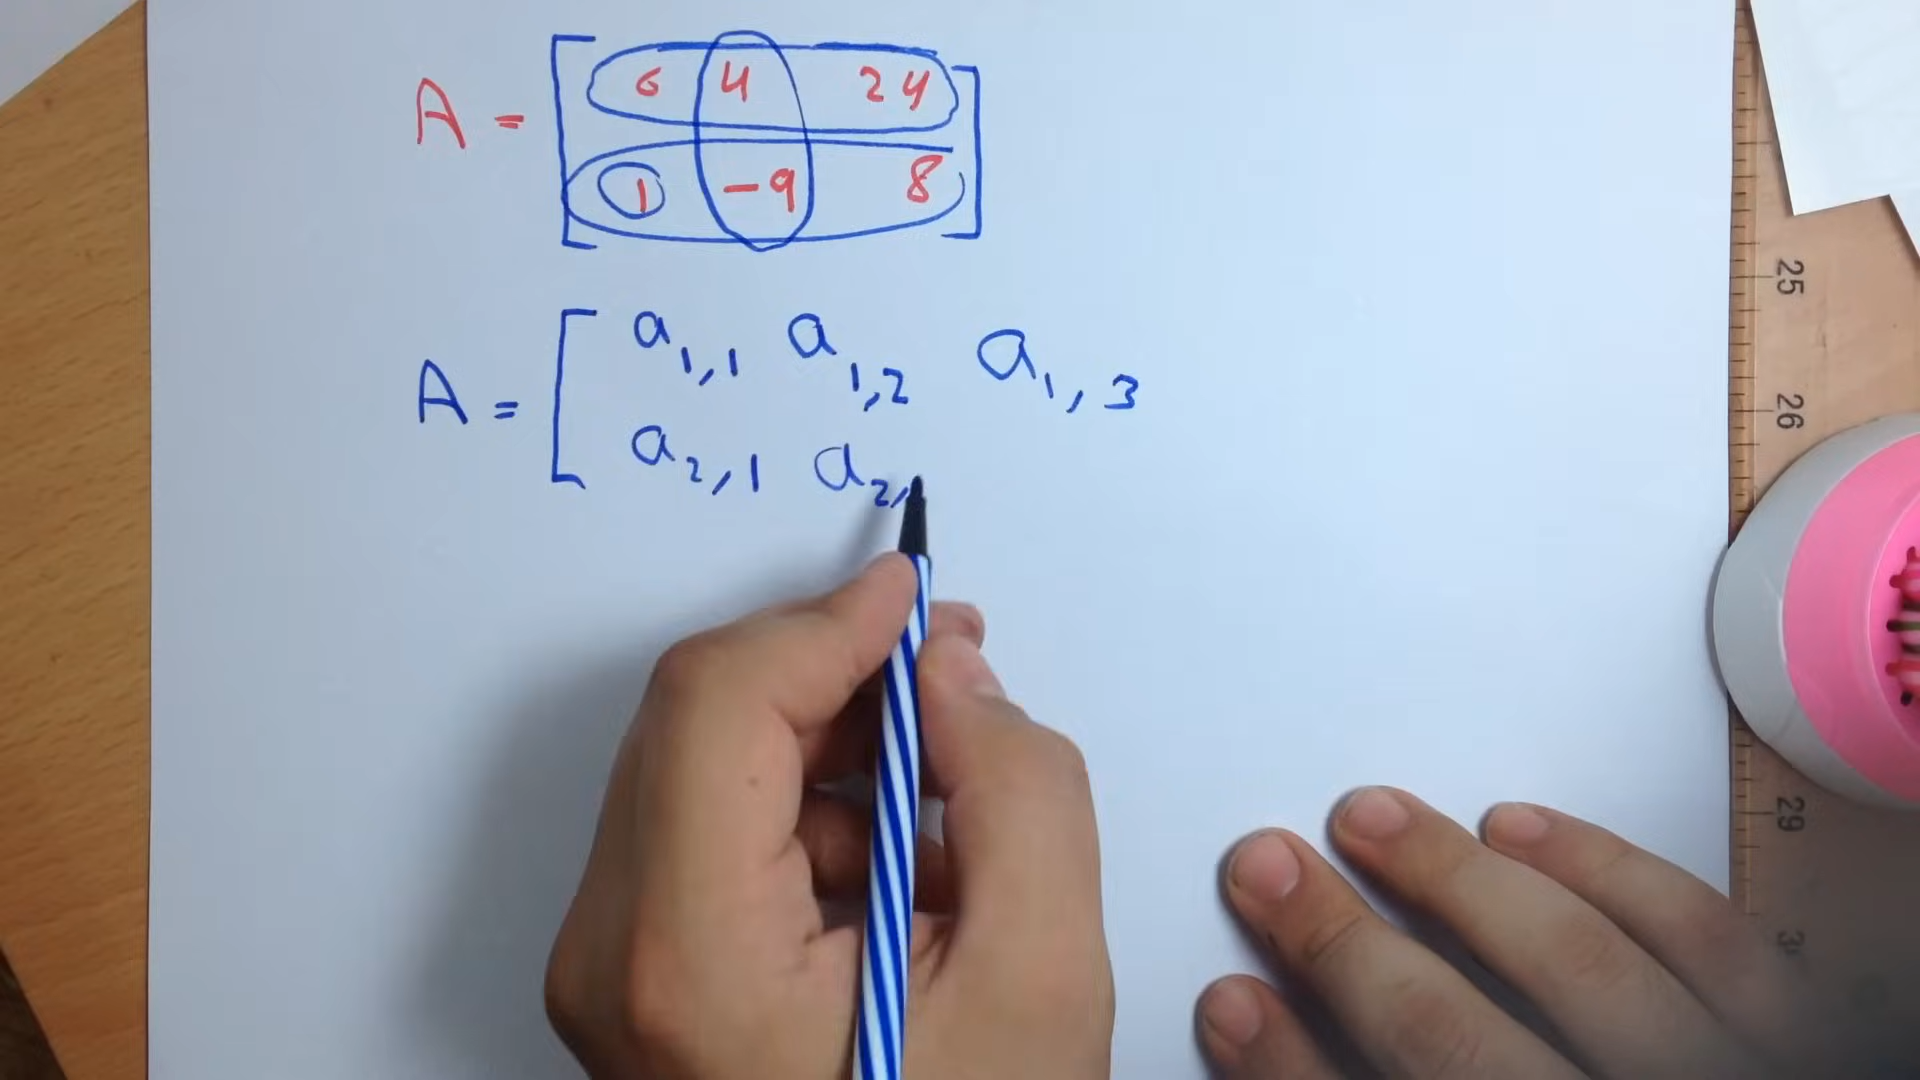 A = [ 6 4 24
1 -9 8 ]
A = [ a1,1 a1,2 a1,3
a2,1 a2,
25
26
29